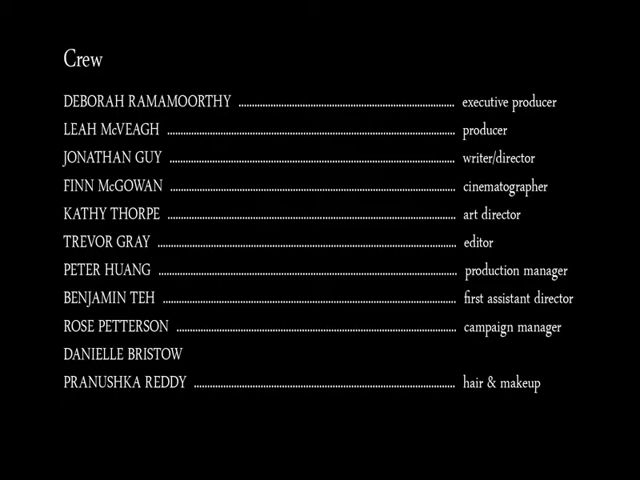 Crew
DEBORAH RAMAMOORTHY ........................ executive producer
LEAH McVEAGH ........................ producer
JONATHAN GUY ........................ writer/director
FINN McGOWAN ........................ cinematographer
KATHY THORPE ........................ art director
TREVOR GRAY ........................ editor
PETER HUANG ........................ production manager
BENJAMIN TEH ........................ first assistant director
ROSE PETTERSON ........................ campaign manager
DANIELLE BRISTOW
PRANUSHKA REDDY ........................ hair & makeup